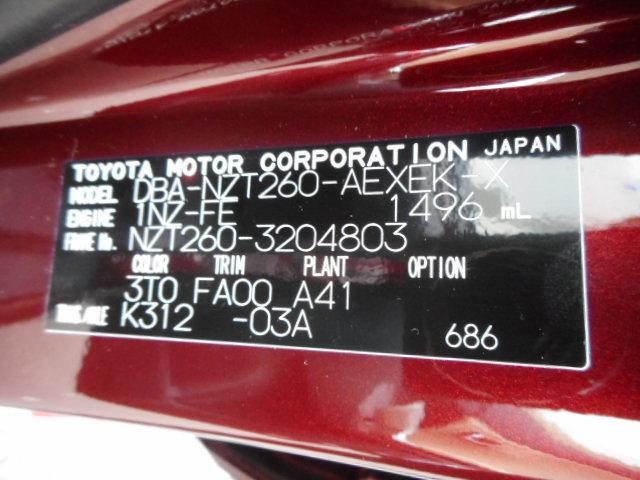 TOYOTA MOTOR CORPORATION JAPAN
MODEL DBA-NZT260-AEXEK-X
ENGINE 1NZ-FE 1496 mL
FRAME No. NZT260-3204803
COLOR TRIM PLANT OPTION
3T0 FA00 A41
TRANS/AXLE K312 -03A
686